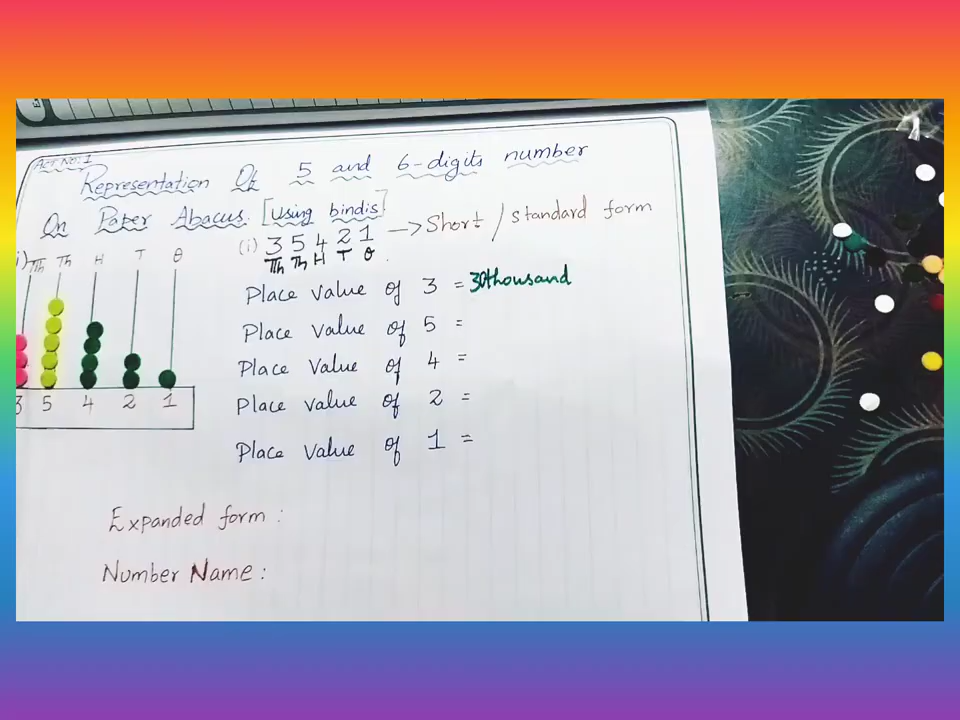 ACT NO: 1
Representation Of 5 and 6-digits number
On Paper Abacus. [Using bindis]
i) TTh Th H T O
3 5 4 2 1
(i) 3 5 4 2 1 → Short / standard form
TTh Th H T O
Place value of 3 = 30thousand
Place value of 5 =
Place value of 4 =
Place value of 2 =
Place value of 1 =
Expanded form :
Number Name :